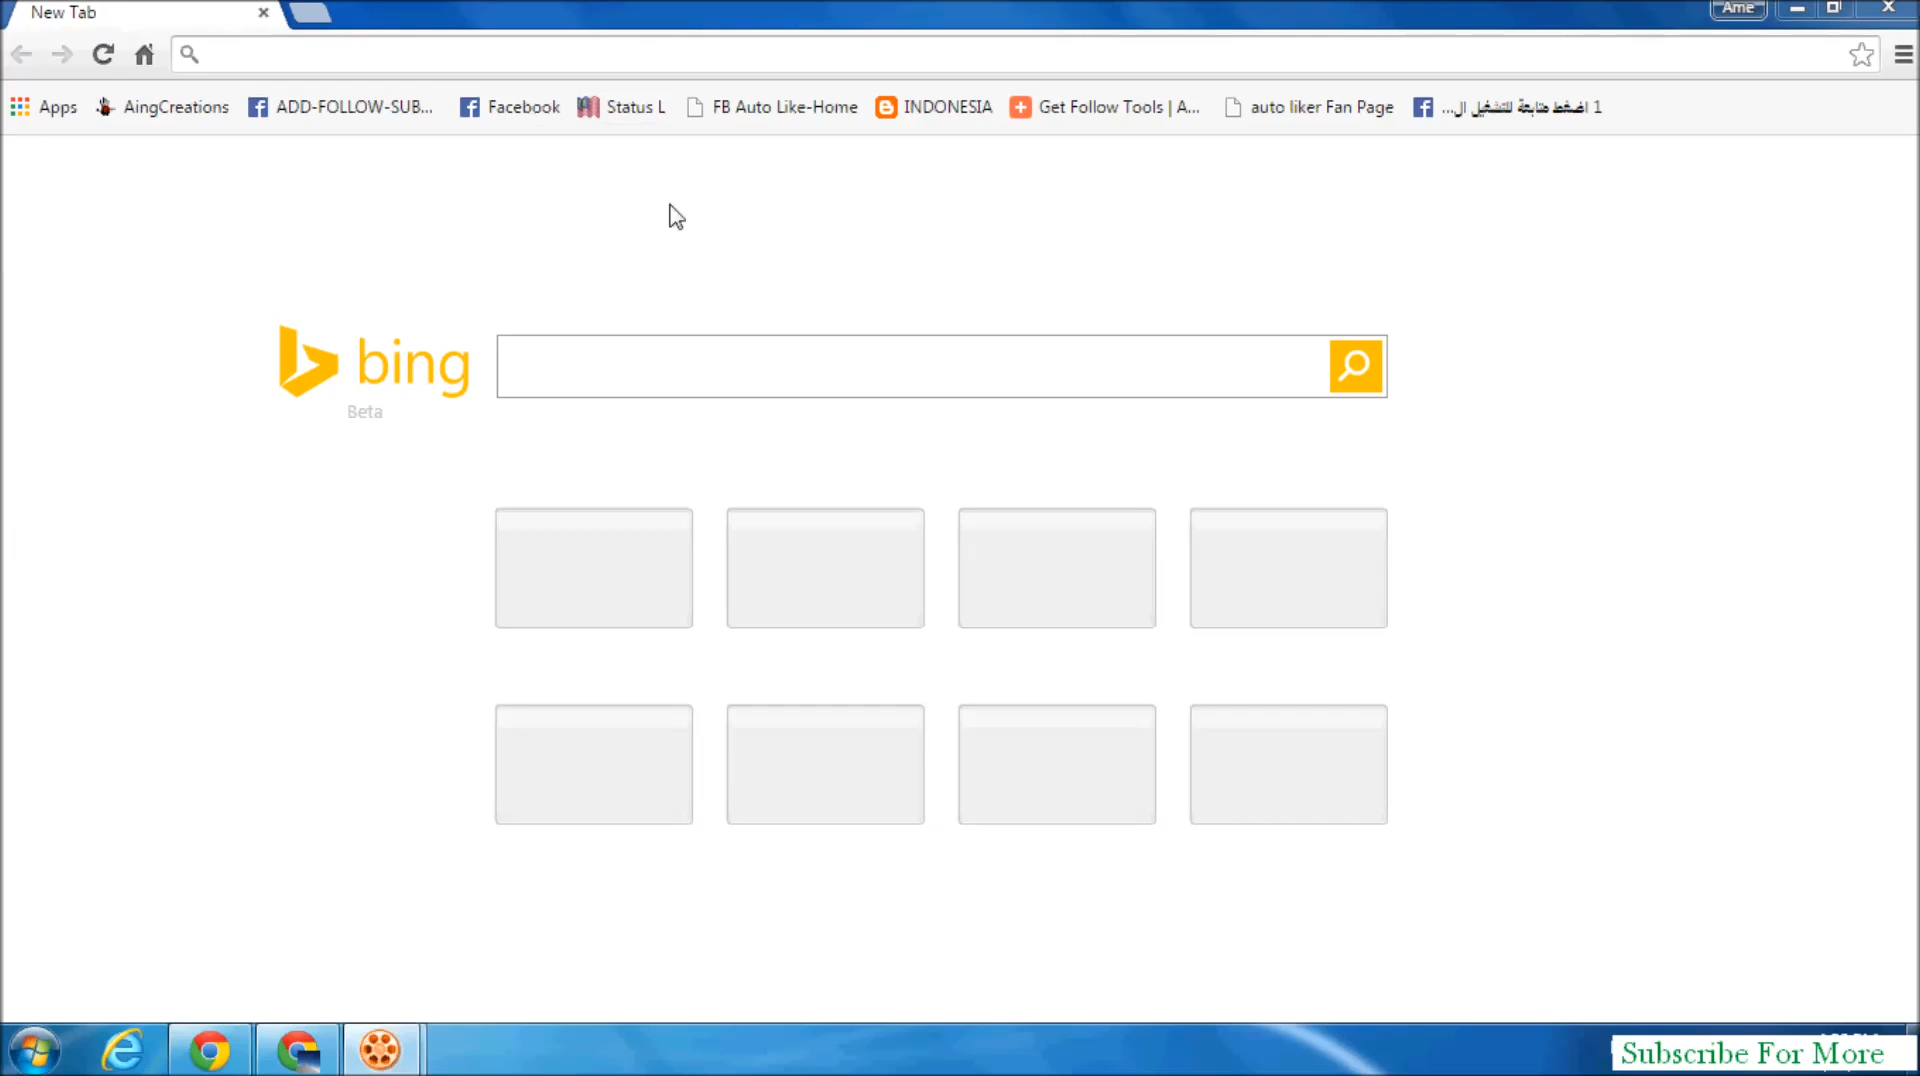 New Tab
Ame
Apps AingCreations ADD-FOLLOW-SUB... Facebook Status L FB Auto Like-Home INDONESIA Get Follow Tools | A... auto liker Fan Page 1 اضغط متابعة للتشغيل ال...
bing
Beta
Subscribe For More